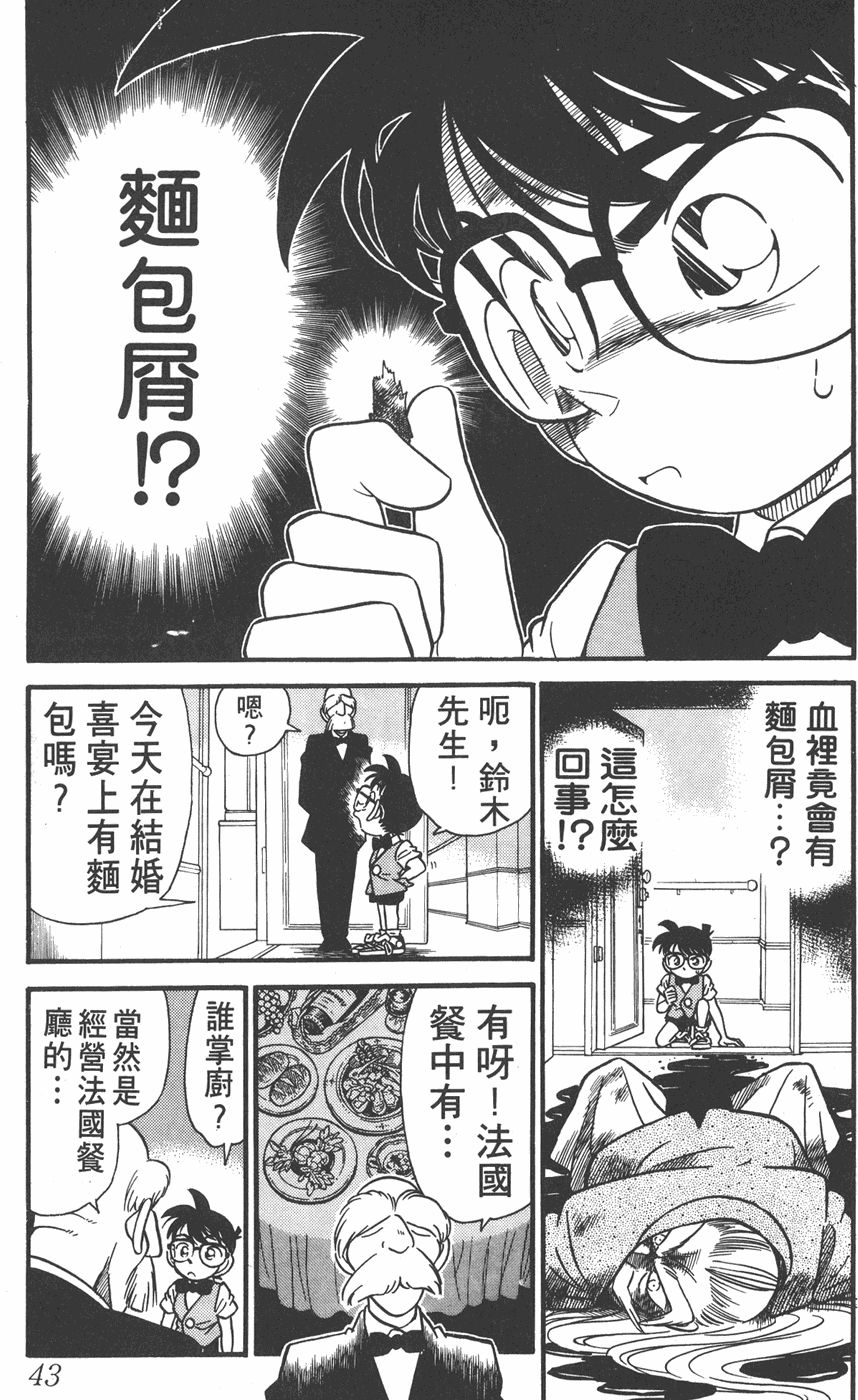 麵包屑!?
血裡竟會有
麵包屑…?
這怎麼
回事!?
呃，鈴木
先生！
嗯？
今天在結婚
喜宴上有麵
包嗎？
有呀！法國
餐中有…
誰掌廚？
當然是
經營法國餐
廳的…
43